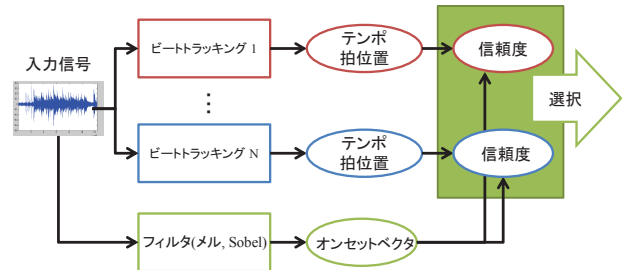 入力信号
ビートトラッキング 1
テンポ
拍位置
信頼度
選択
⋮
ビートトラッキング N
テンポ
拍位置
信頼度
フィルタ(メル, Sobel)
オンセットベクタ